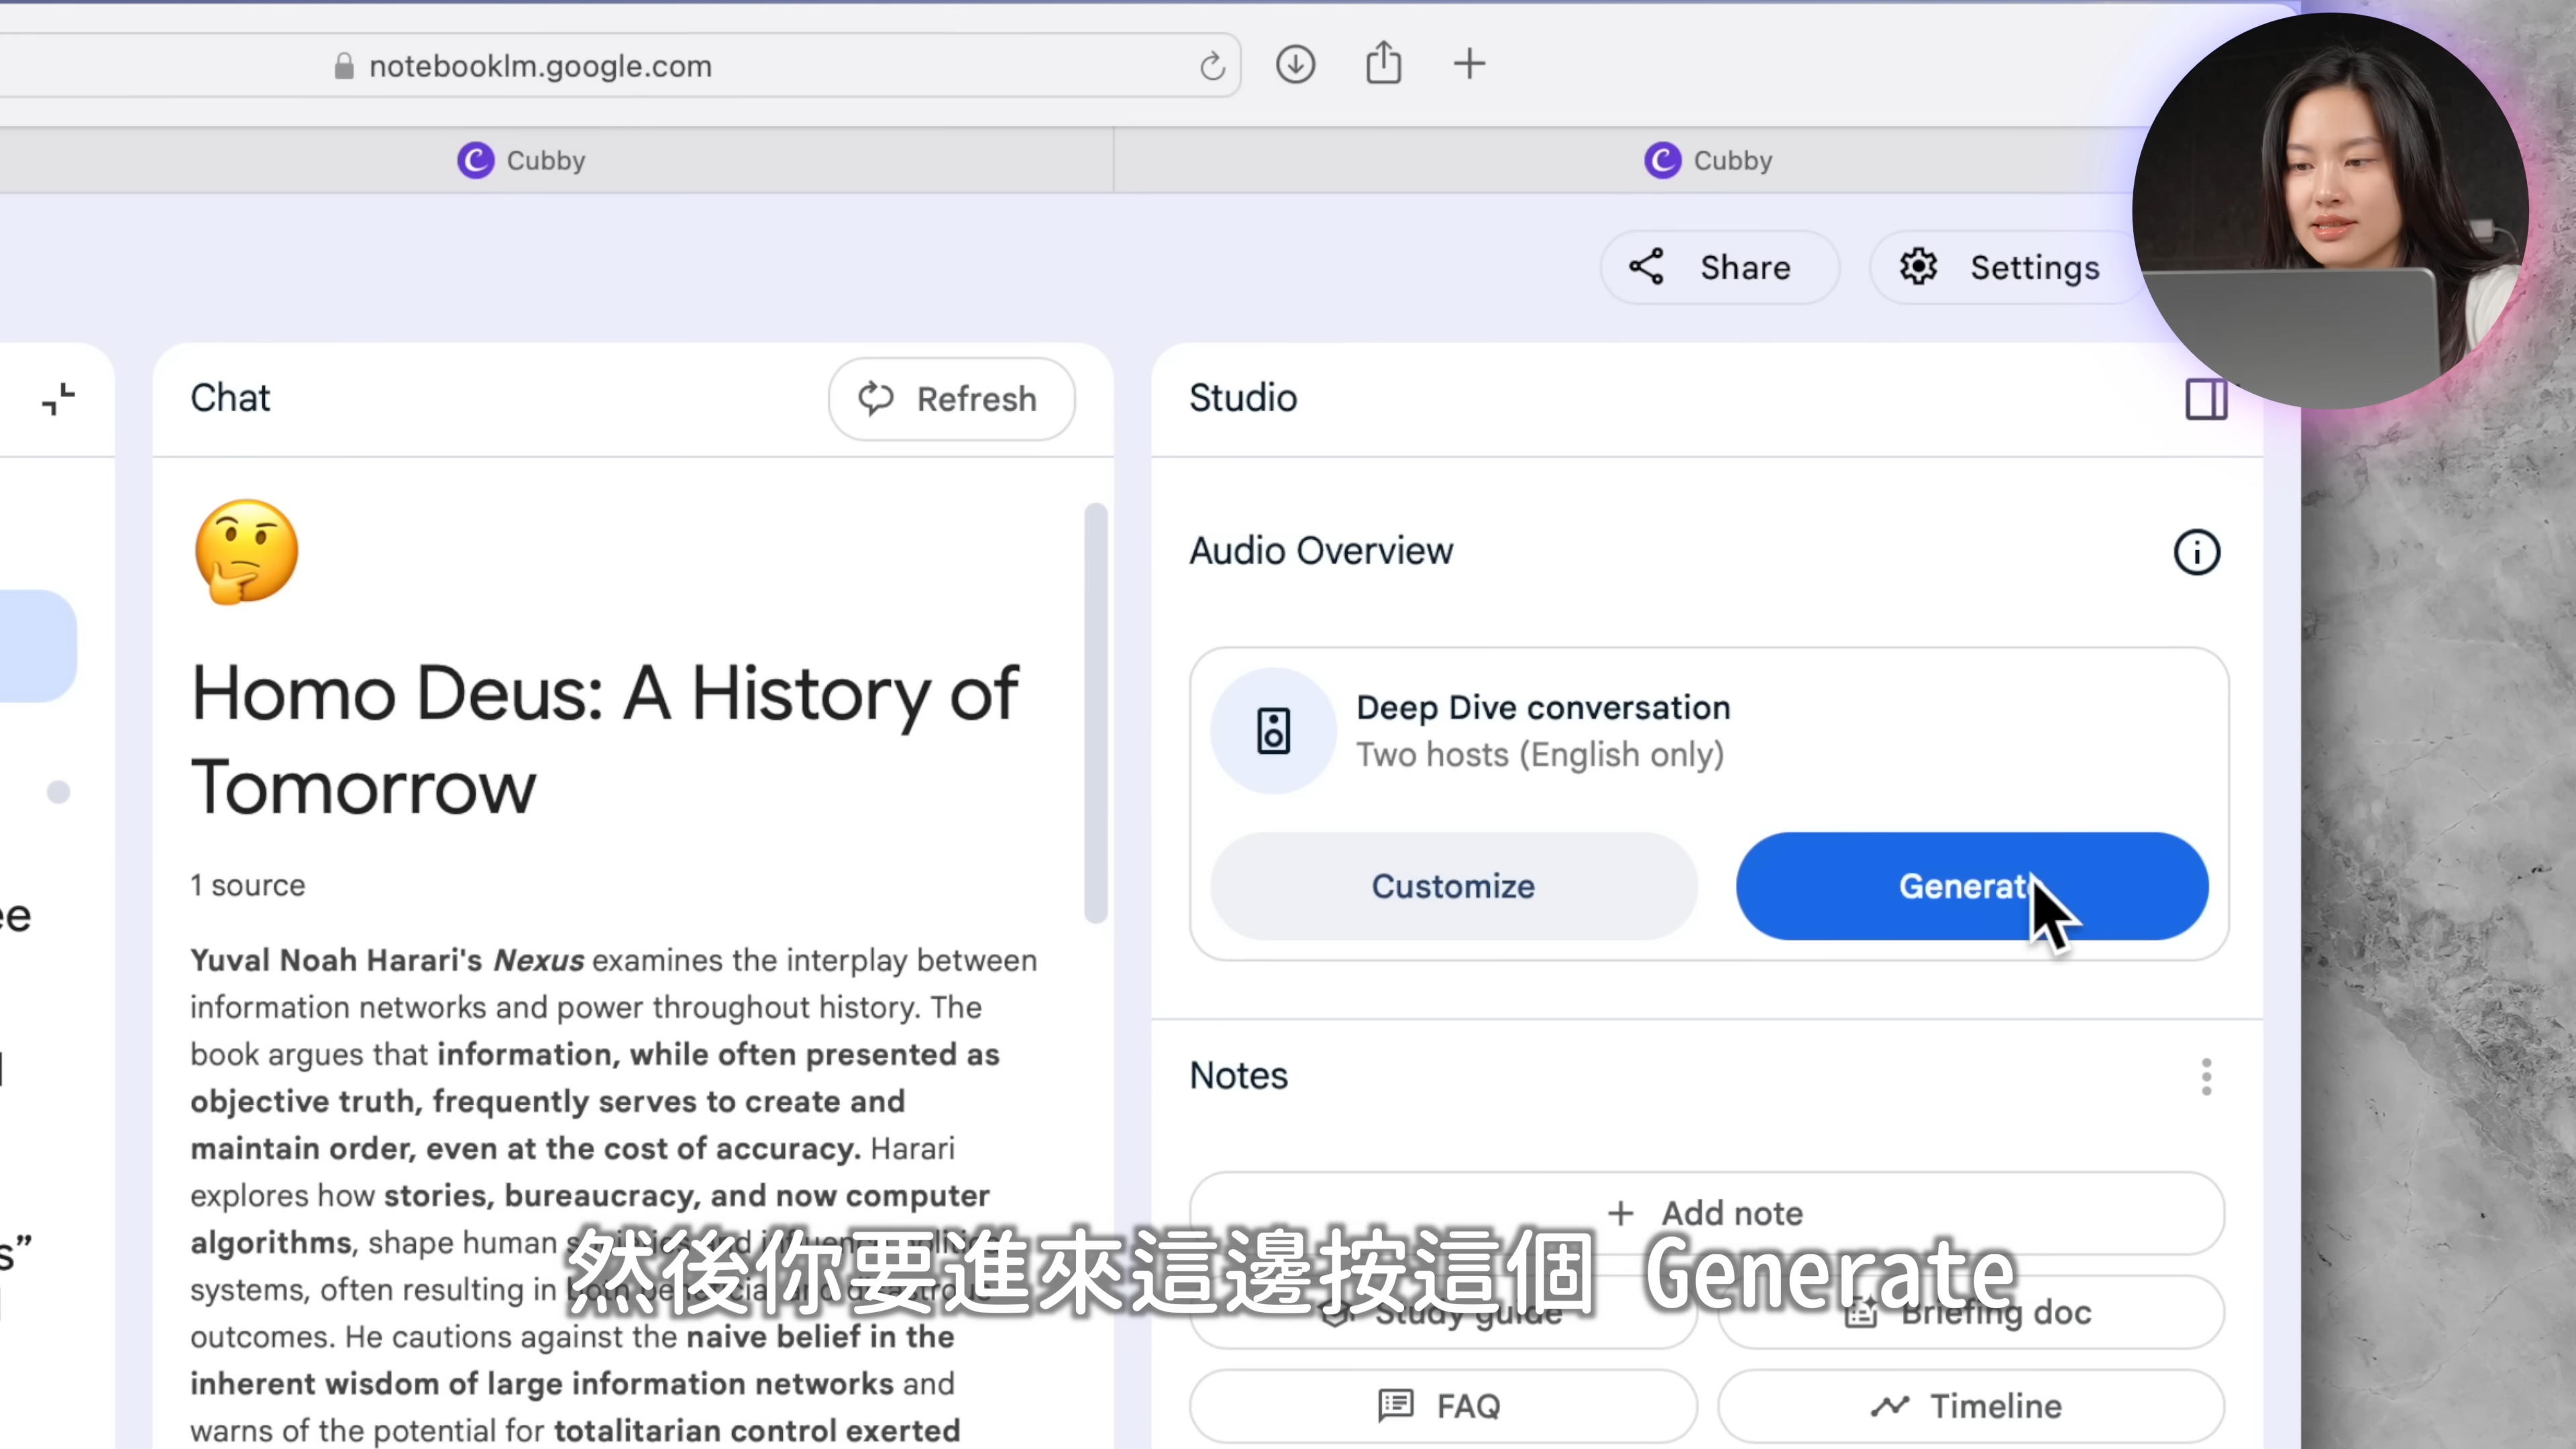 notebooklm.google.com
Cubby
Cubby
Share
Settings
Chat
Refresh
Homo Deus: A History of
Tomorrow
1 source
Yuval Noah Harari's Nexus examines the interplay between
information networks and power throughout history. The
book argues that information, while often presented as
objective truth, frequently serves to create and
maintain order, even at the cost of accuracy. Harari
explores how stories, bureaucracy, and now computer
algorithms, shape human
systems, often resulting in
outcomes. He cautions against the naive belief in the
inherent wisdom of large information networks and
warns of the potential for totalitarian control exerted
Studio
Audio Overview
Deep Dive conversation
Two hosts (English only)
Customize
Generate
Notes
Add note
Study guide
Briefing doc
FAQ
Timeline
然後你要進來這邊按這個 Generate